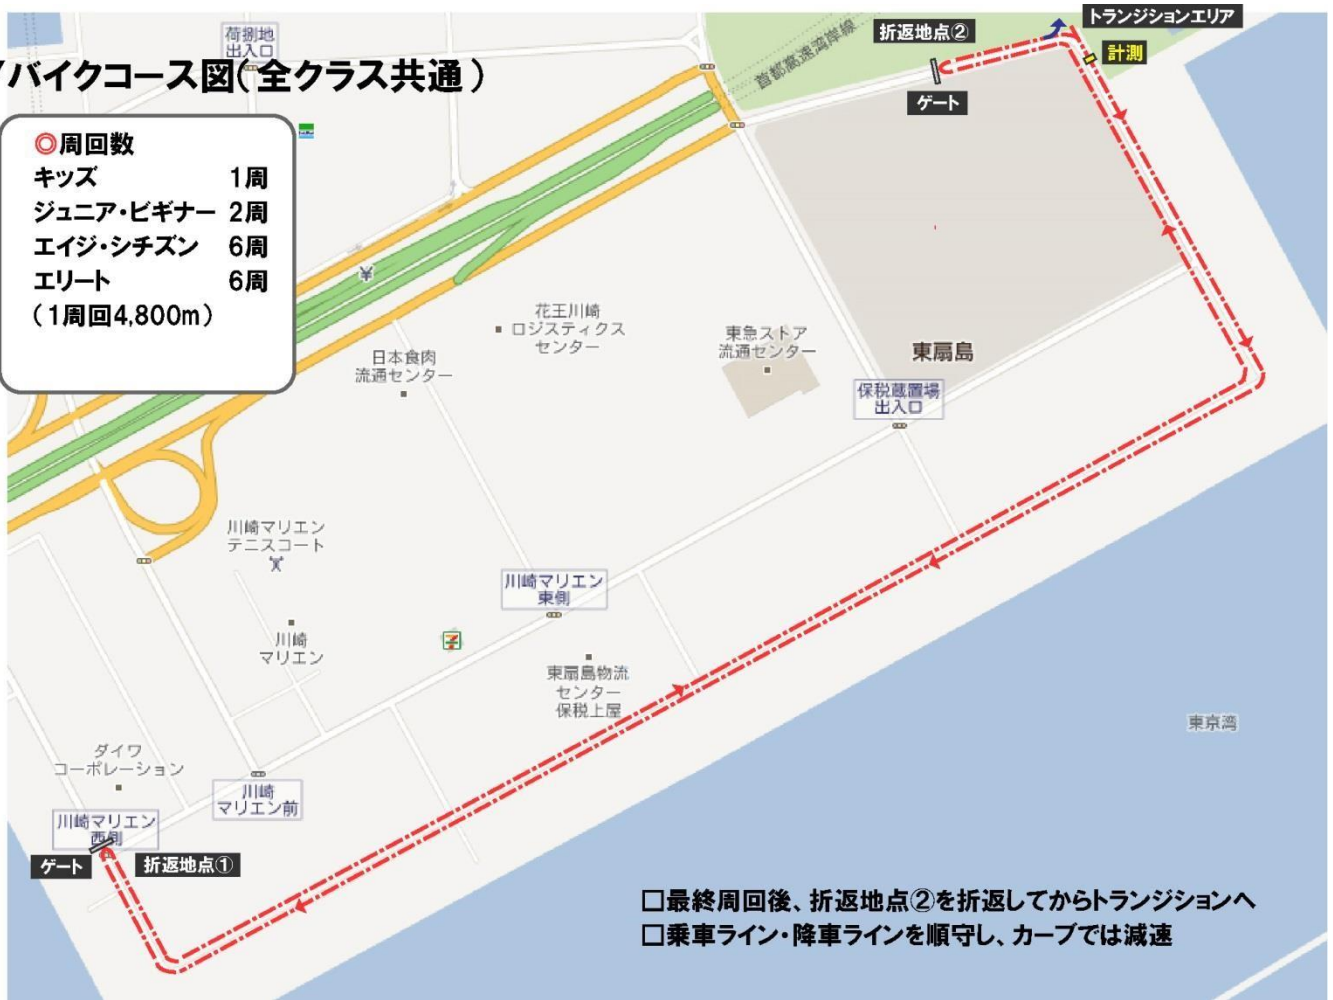 荷捌地
出入口
バイクコース図(全クラス共通)
◎周回数
キッズ 1周
ジュニア・ビギナー 2周
エイジ・シチズン 6周
エリート 6周
(1周回4,800m)
トランジションエリア
折返地点②
計測
ゲート
首都高速湾岸線
花王川崎
ロジスティクス
センター
東急ストア
流通センター
東扇島
日本食肉
流通センター
保税蔵置場
出入口
川崎マリエン
テニスコート
川崎マリエン
東側
川崎
マリエン
東扇島物流
センター
保税上屋
東京湾
ダイワ
コーポレーション
川崎
マリエン前
川崎マリエン
西側
ゲート
折返地点①
□最終周回後、折返地点②を折返してからトランジションへ
□乗車ライン・降車ラインを順守し、カーブでは減速